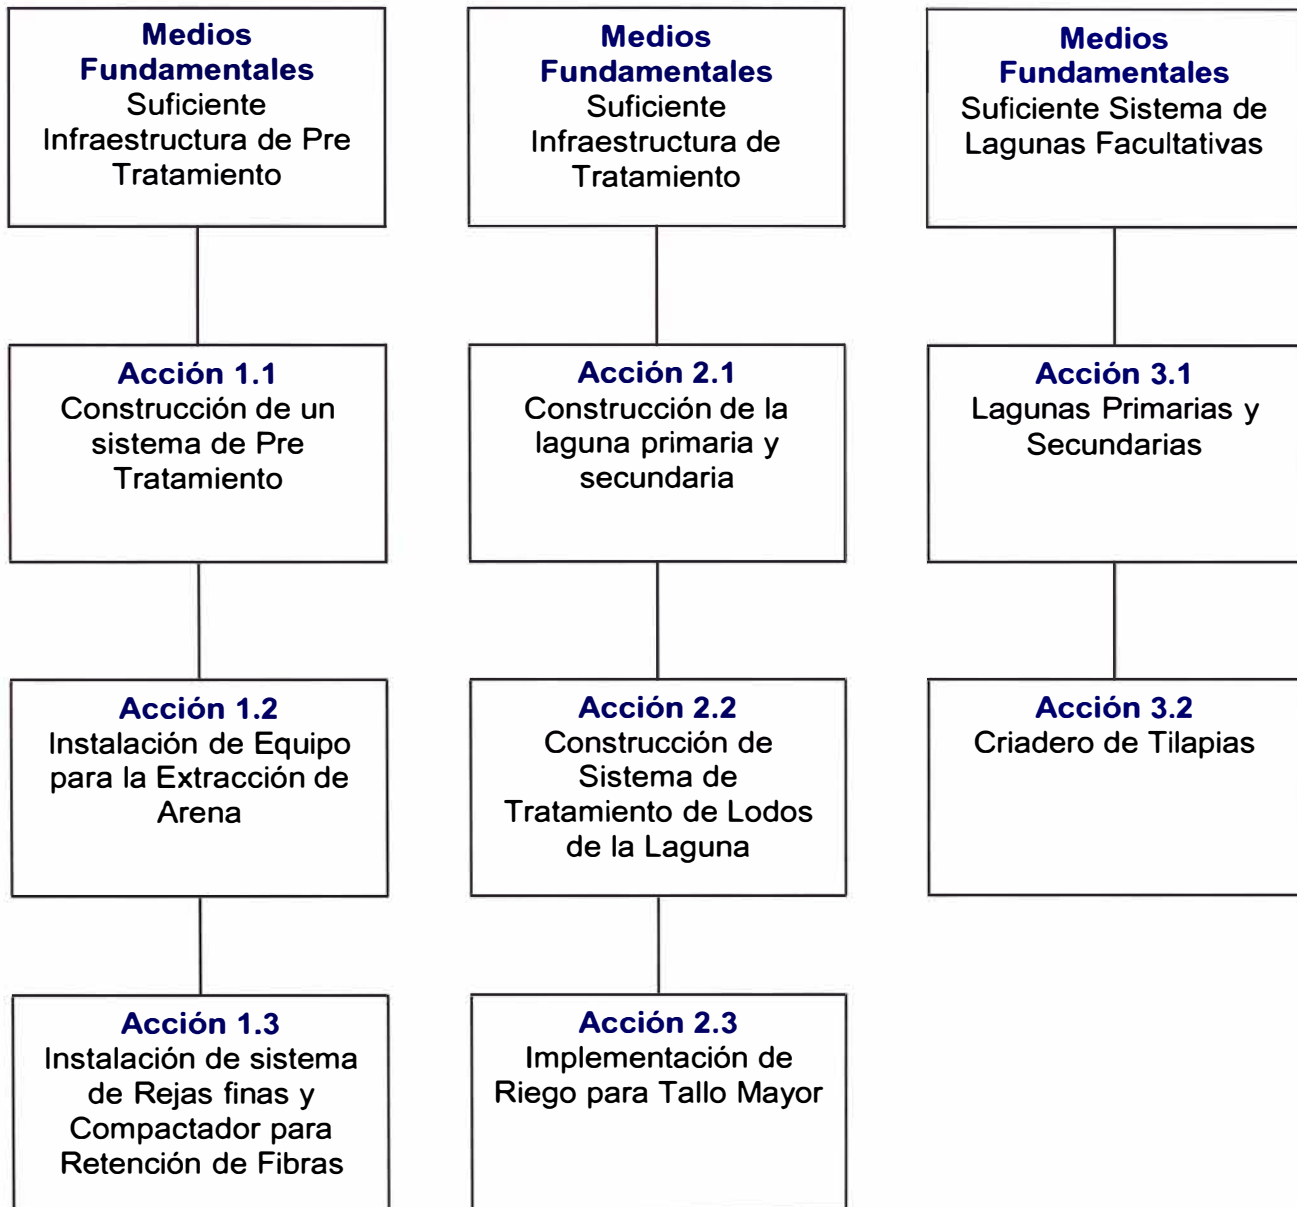 Medios
Fundamentales
Suficiente
Infraestructura de Pre
Tratamiento
Medios
Fundamentales
Suficiente
Infraestructura de
Tratamiento
Medios
Fundamentales
Suficiente Sistema de
Lagunas Facultativas
Acción 1.1
Construcción de un
sistema de Pre
Tratamiento
Acción 2.1
Construcción de la
laguna primaria y
secundaria
Acción 3.1
Lagunas Primarias y
Secundarias
Acción 1.2
Instalación de Equipo
para la Extracción de
Arena
Acción 2.2
Construcción de
Sistema de
Tratamiento de Lodos
de la Laguna
Acción 3.2
Criadero de Tilapias
Acción 1.3
Instalación de sistema
de Rejas finas y
Compactador para
Retención de Fibras
Acción 2.3
Implementación de
Riego para Tallo Mayor